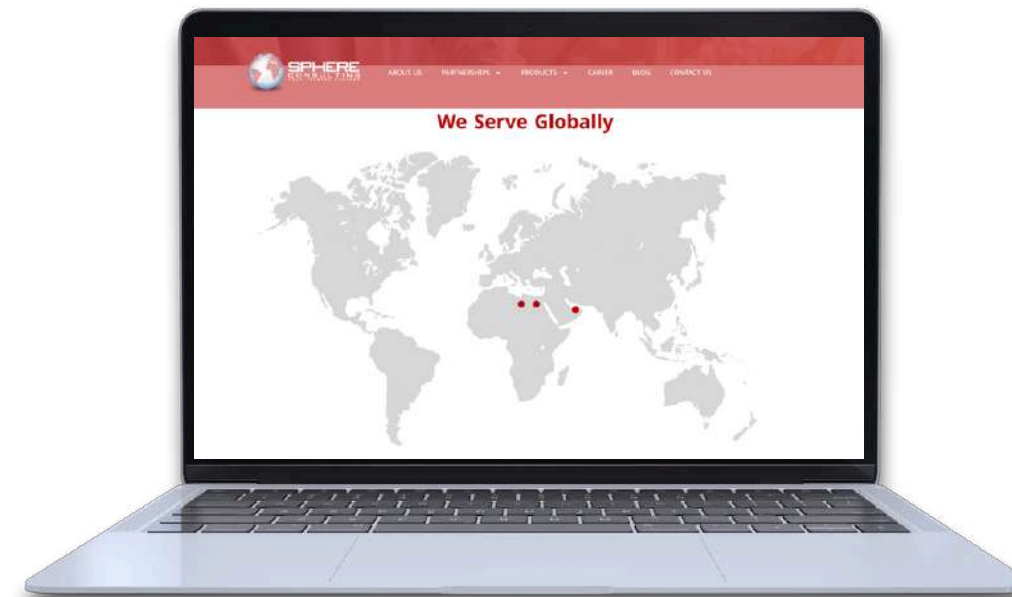 SPHERE
CONSULTING
ABOUT US PARTNERSHIPS PRODUCTS CAREER BLOG CONTACT US
We Serve Globally